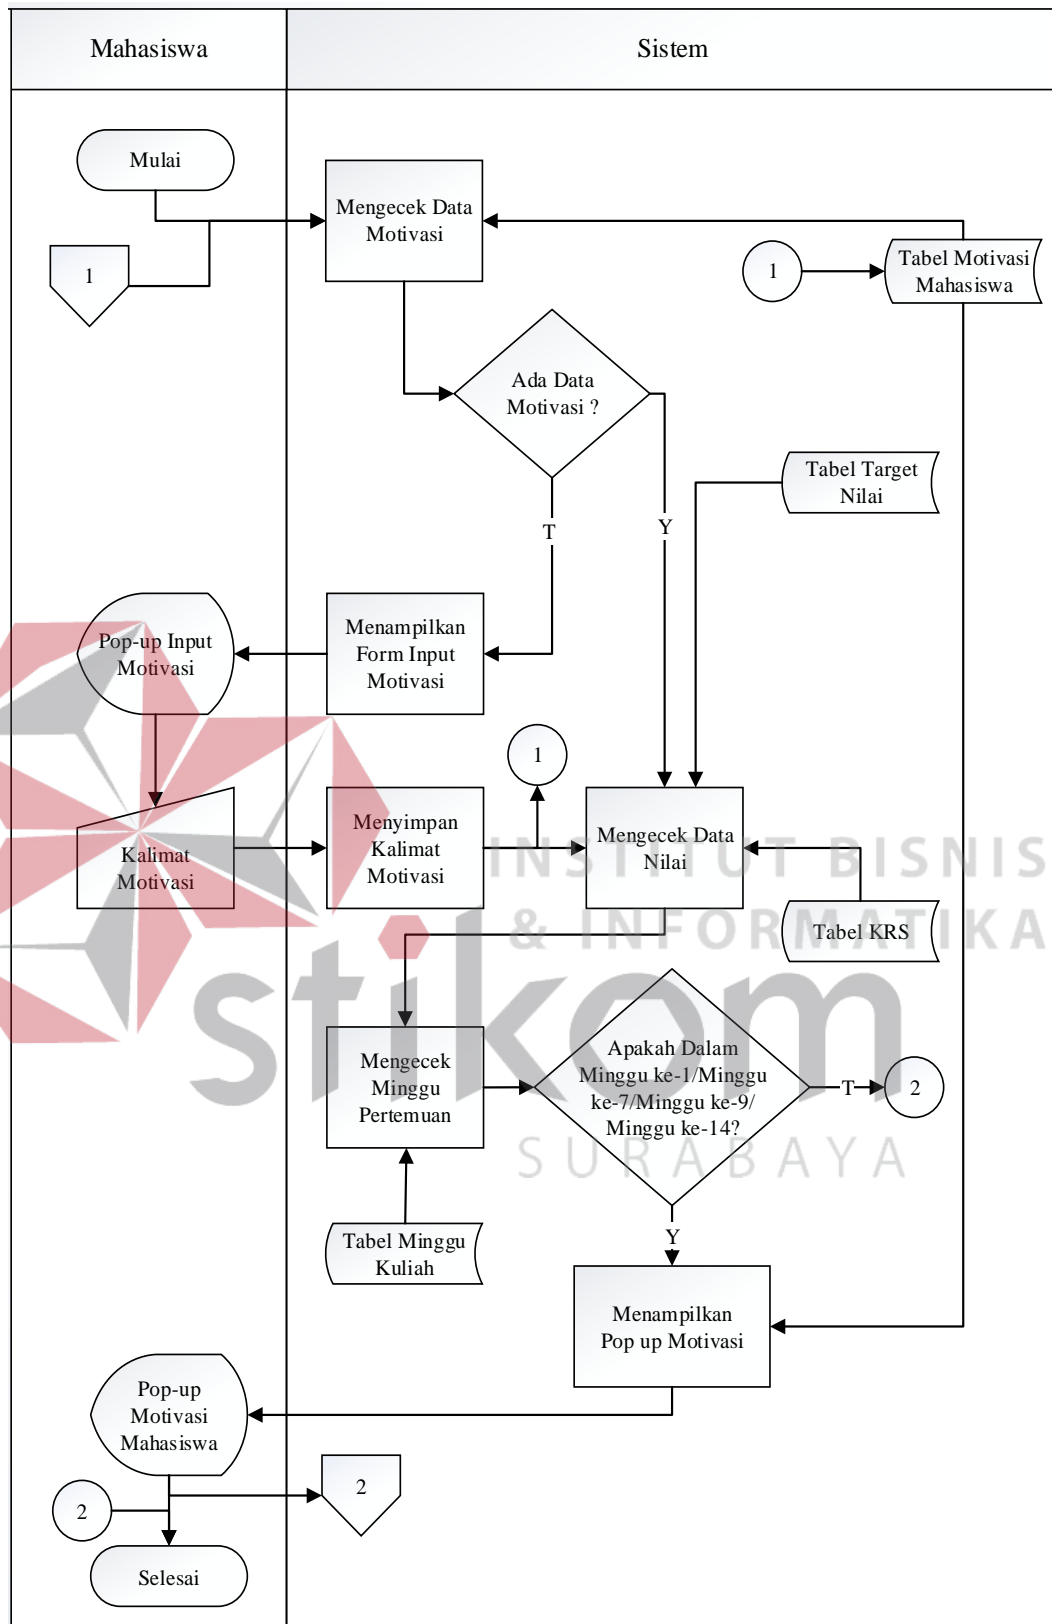 Mahasiswa
Sistem
Mulai
Mengecek Data
Motivasi
1
1
Tabel Motivasi
Mahasiswa
Ada Data
Motivasi ?
Tabel Target
Nilai
T
Y
Pop-up Input
Motivasi
Menampilkan
Form Input
Motivasi
1
Kalimat
Motivasi
Menyimpan
Kalimat
Motivasi
Mengecek Data
Nilai
INSTITUT BISNIS
& INFORMATIKA
Tabel KRS
stikom
Mengecek
Minggu
Pertemuan
Apakah Dalam
Minggu ke-1/Minggu
ke-7/Minggu ke-9/
Minggu ke-14?
T
2
SURABAYA
Tabel Minggu
Kuliah
Y
Menampilkan
Pop up Motivasi
Pop-up
Motivasi
Mahasiswa
2
2
Selesai